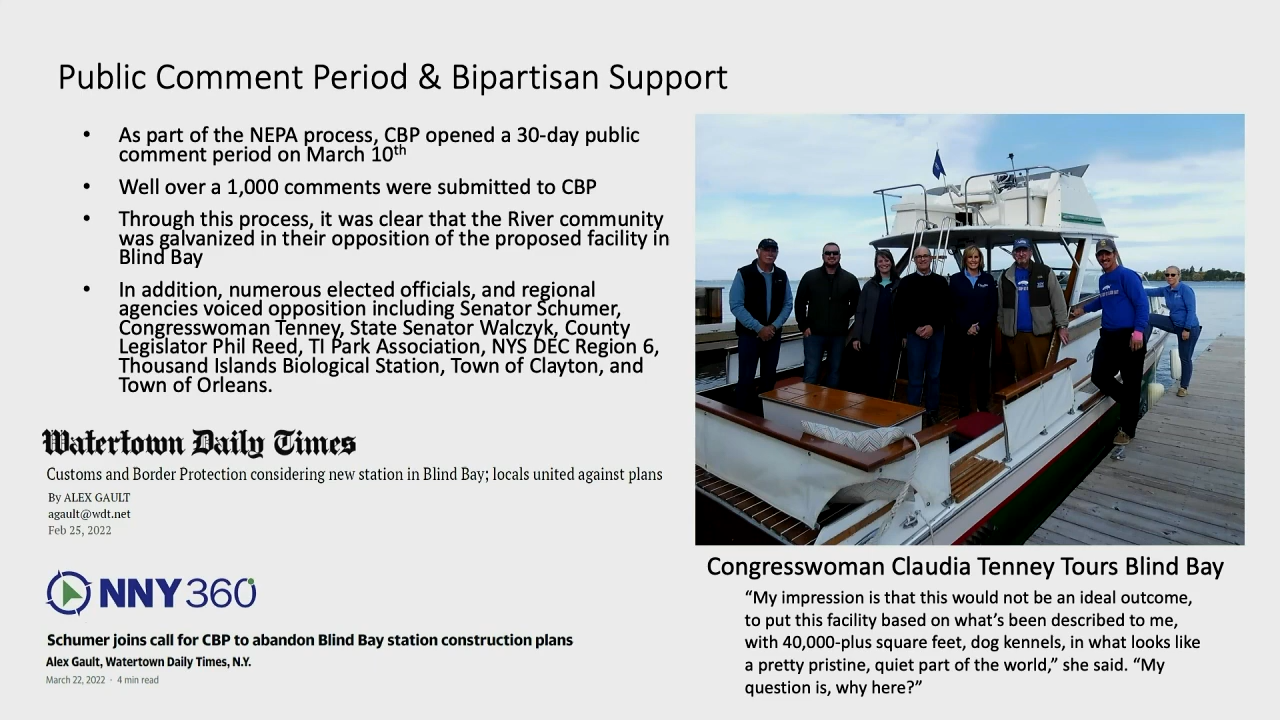 Public Comment Period & Bipartisan Support
• As part of the NEPA process, CBP opened a 30-day public
comment period on March 10th
• Well over a 1,000 comments were submitted to CBP
• Through this process, it was clear that the River community
was galvanized in their opposition of the proposed facility in
Blind Bay
• In addition, numerous elected officials, and regional
agencies voiced opposition including Senator Schumer,
Congresswoman Tenney, State Senator Walczyk, County
Legislator Phil Reed, TI Park Association, NYS DEC Region 6,
Thousand Islands Biological Station, Town of Clayton, and
Town of Orleans.
Watertown Daily Times
Customs and Border Protection considering new station in Blind Bay; locals united against plans
By ALEX GAULT
agault@wdt.net
Feb 25, 2022
NNY360
Schumer joins call for CBP to abandon Blind Bay station construction plans
Alex Gault, Watertown Daily Times, N.Y.
March 22, 2022 · 4 min read
Congresswoman Claudia Tenney Tours Blind Bay
“My impression is that this would not be an ideal outcome,
to put this facility based on what’s been described to me,
with 40,000-plus square feet, dog kennels, in what looks like
a pretty pristine, quiet part of the world,” she said. “My
question is, why here?”